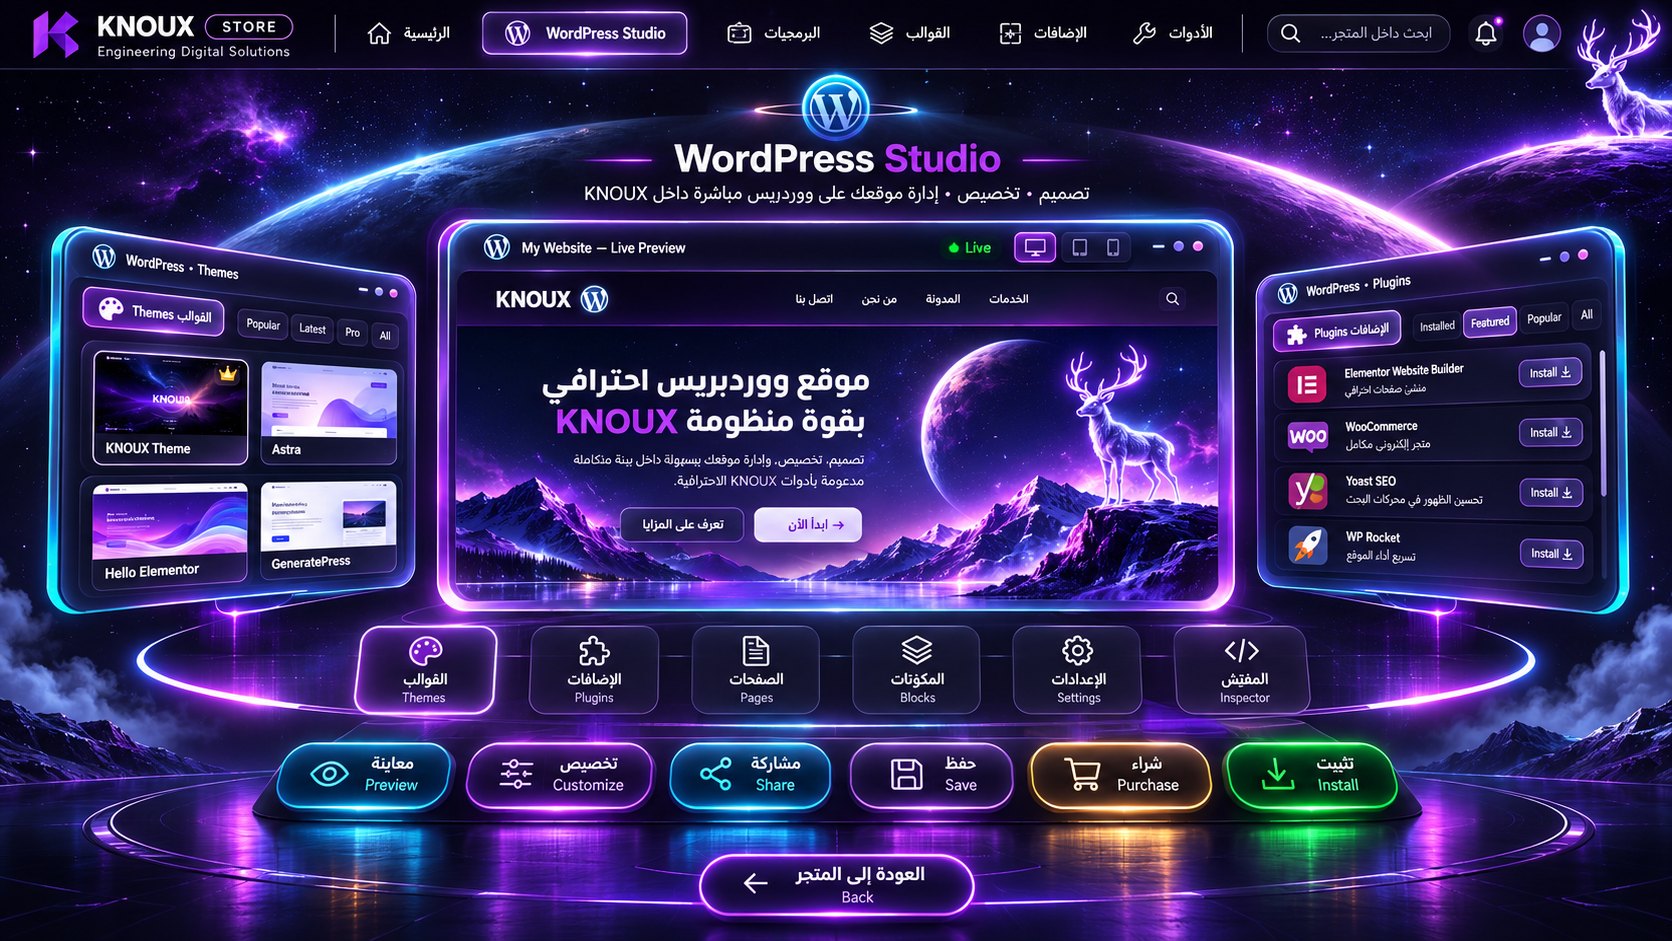 KNOUX STORE
Engineering Digital Solutions
الرئيسية
WordPress Studio
البرمجيات
القوالب
الإضافات
الأدوات
ابحث داخل المتجر...
WordPress Studio
تصميم • تخصيص • إدارة موقعك على ووردبريس مباشرة داخل KNOUX
WordPress • Themes
القوالب Themes
Popular
Latest
Pro
All
KNOUX
KNOUX Theme
Astra
Hello Elementor
GeneratePress
My Website — Live Preview
Live
KNOUX
اتصل بنا
من نحن
المدونة
الخدمات
موقع ووردبريس احترافي
بقوة منظومة KNOUX
تصميم، تخصيص، وإدارة موقعك بسهولة داخل بيئة متكاملة
مدعومة بأدوات KNOUX الاحترافية.
تعرف على المزايا
ابدأ الآن →
WordPress • Plugins
الإضافات Plugins
Installed
Featured
Popular
All
Elementor Website Builder
منشئ صفحات احترافي
Install
WOO
WooCommerce
متجر إلكتروني متكامل
Install
Yoast SEO
تحسين الظهور في محركات البحث
Install
WP Rocket
تسريع أداء الموقع
Install
القوالب
Themes
الإضافات
Plugins
الصفحات
Pages
المكوّنات
Blocks
الإعدادات
Settings
المفتش
Inspector
معاينة
Preview
تخصيص
Customize
مشاركة
Share
حفظ
Save
شراء
Purchase
تثبيت
Install
العودة إلى المتجر
Back